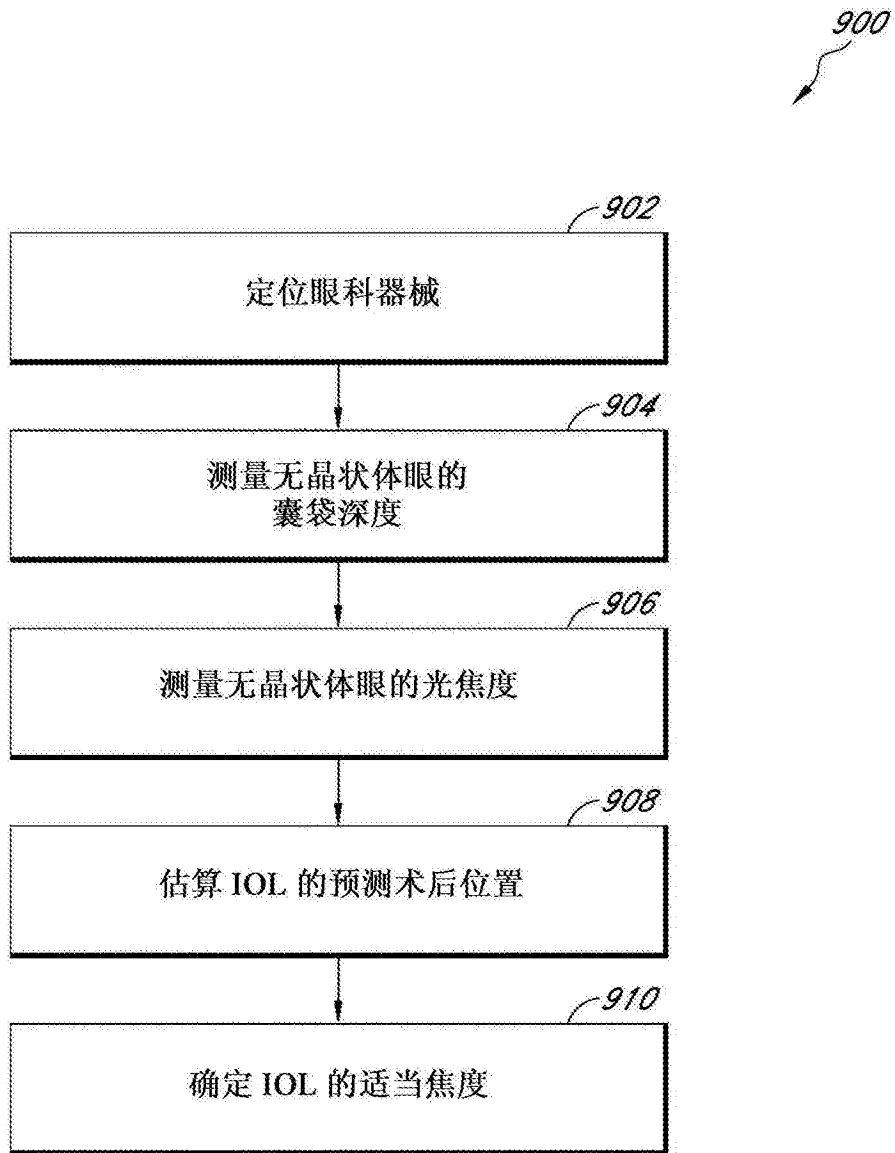 900
902
定位眼科器械
904
测量无晶状体眼的
囊袋深度
906
测量无晶状体眼的光焦度
908
估算 IOL 的预测术后位置
910
确定 IOL 的适当焦度